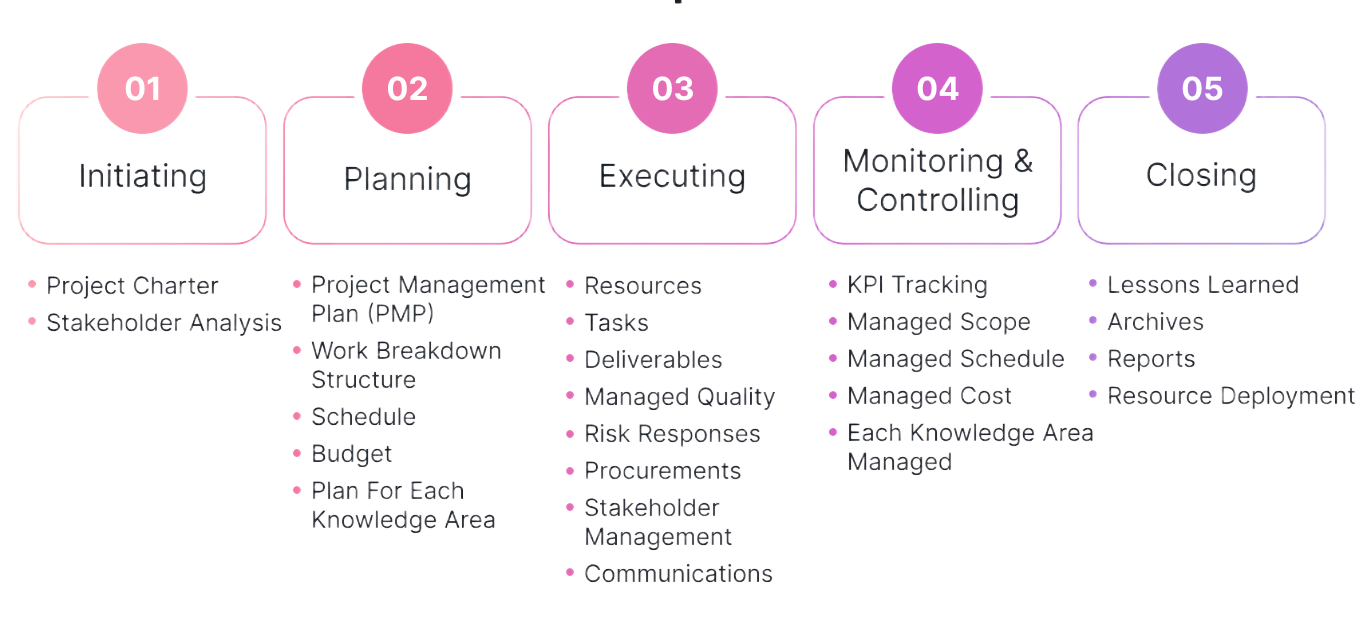 01
Initiating
Project Charter
Stakeholder Analysis
02
Planning
Project Management
Plan (PMP)
Work Breakdown
Structure
Schedule
Budget
Plan For Each
Knowledge Area
03
Executing
Resources
Tasks
Deliverables
Managed Quality
Risk Responses
Procurements
Stakeholder
Management
Communications
04
Monitoring &
Controlling
KPI Tracking
Managed Scope
Managed Schedule
Managed Cost
Each Knowledge Area
Managed
05
Closing
Lessons Learned
Archives
Reports
Resource Deployment